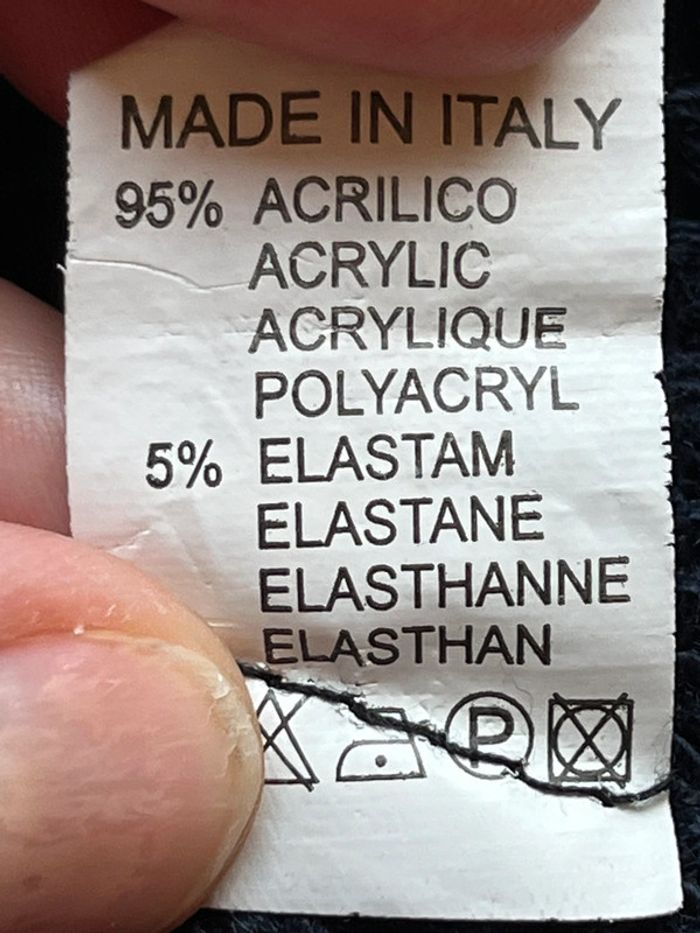 MADE IN ITALY
95% ACRILICO
ACRYLIC
ACRYLIQUE
POLYACRYL
5% ELASTAM
ELASTANE
ELASTHANNE
ELASTHAN
P